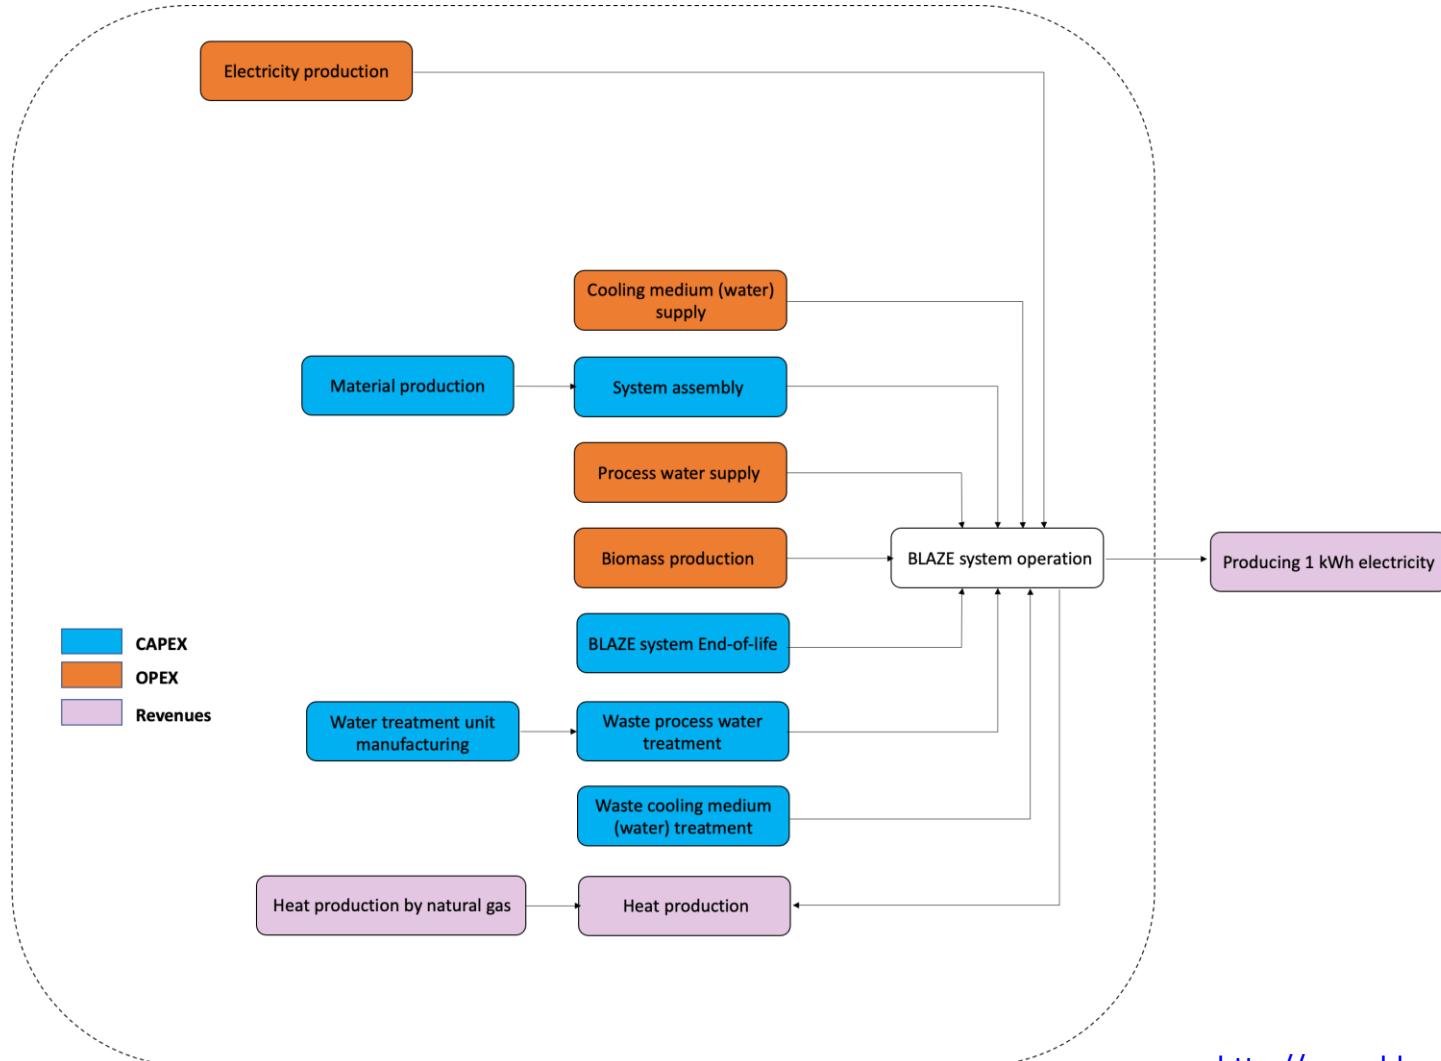 Electricity production
Cooling medium (water)
supply
Material production
System assembly
Process water supply
Biomass production
BLAZE system operation
Producing 1 kWh electricity
BLAZE system End-of-life
CAPEX
OPEX
Revenues
Water treatment unit
manufacturing
Waste process water
treatment
Waste cooling medium
(water) treatment
Heat production by natural gas
Heat production